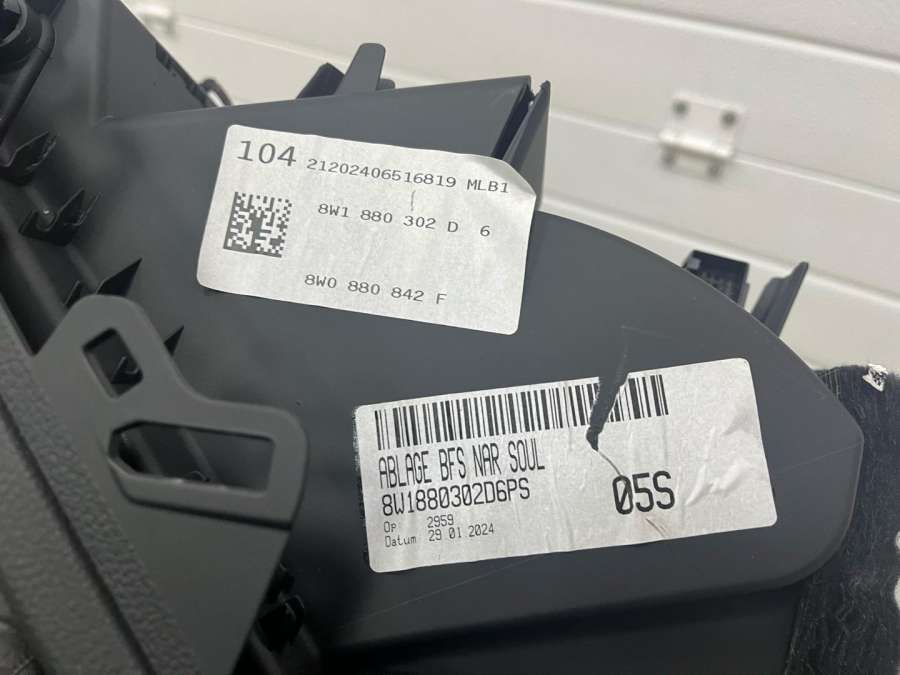 104 21202406516819 MLB1
8W1 880 302 D 6
8W0 880 842 F
ABLAGE BFS NAR SOUL
8W1880302D6PS
05S
Op 2959
Datum 29 01 2024